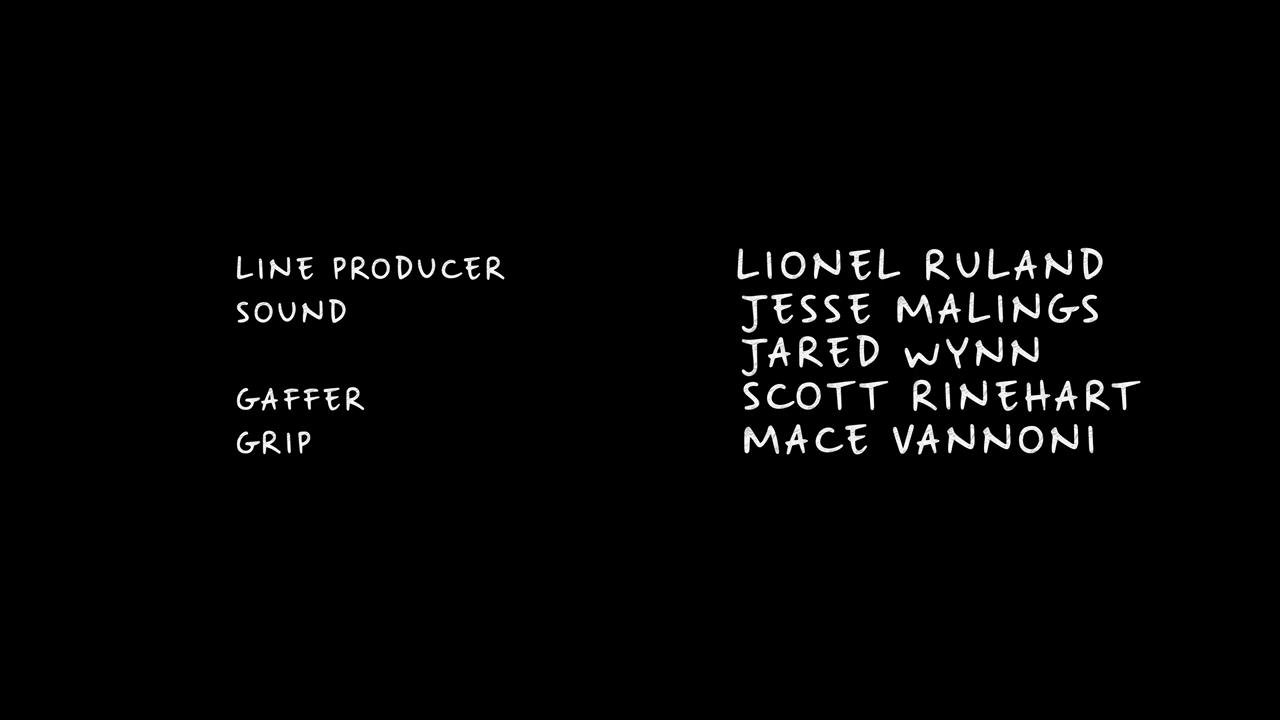 LINE PRODUCER LIONEL RULAND
SOUND JESSE MALINGS
JARED WYNN
GAFFER SCOTT RINEHART
GRIP MACE VANNONI